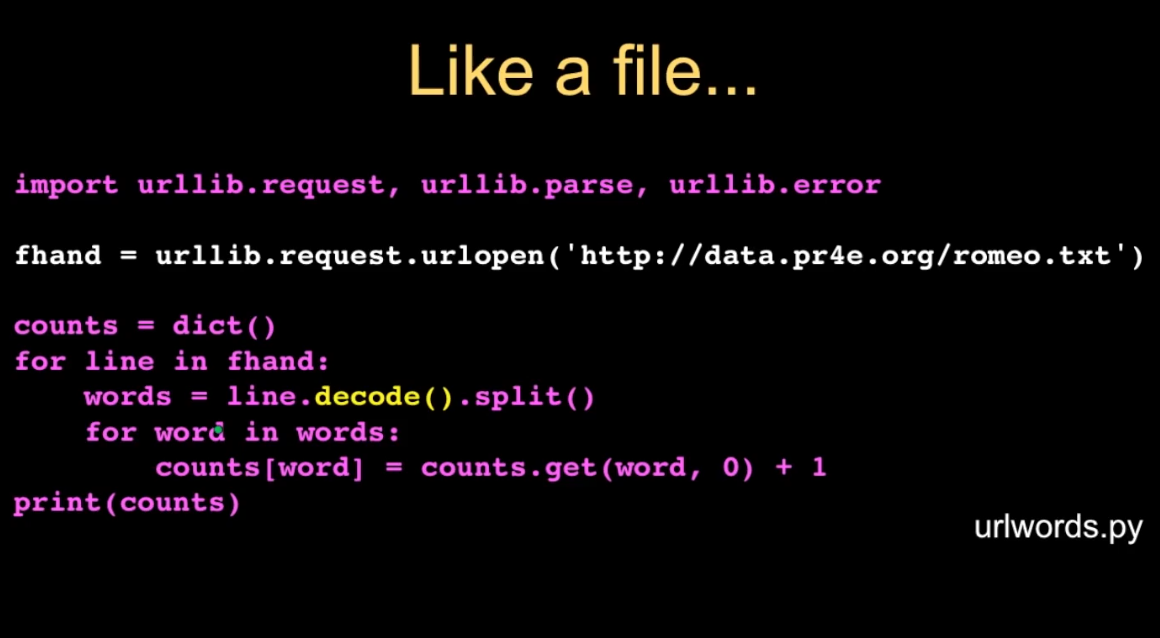 Like a file...
import urllib.request, urllib.parse, urllib.error
fhand = urllib.request.urlopen('http://data.pr4e.org/romeo.txt')
counts = dict()
for line in fhand:
    words = line.decode().split()
    for word in words:
        counts[word] = counts.get(word, 0) + 1
print(counts)
urlwords.py